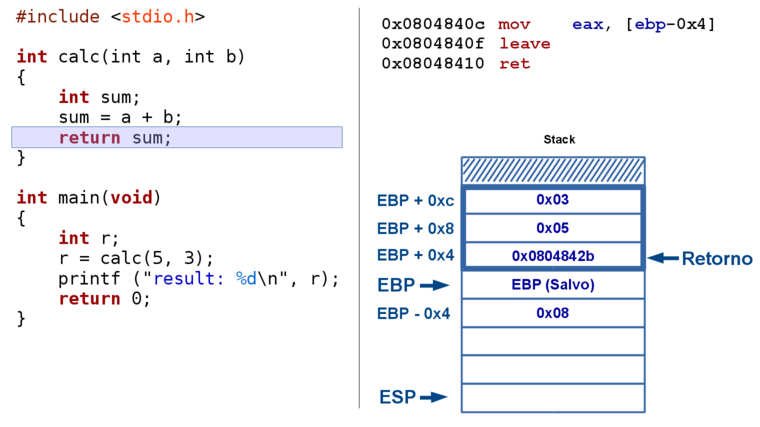 #include <stdio.h>
int calc(int a, int b)
{
    int sum;
    sum = a + b;
    return sum;
}
int main(void)
{
    int r;
    r = calc(5, 3);
    printf ("result: %d\n", r);
    return 0;
}
0x0804840c mov    eax, [ebp-0x4]
0x0804840f leave
0x08048410 ret
Stack
EBP + 0xc 0x03
EBP + 0x8 0x05
EBP + 0x4 0x0804842b Retorno
EBP EBP (Salvo)
EBP - 0x4 0x08
ESP